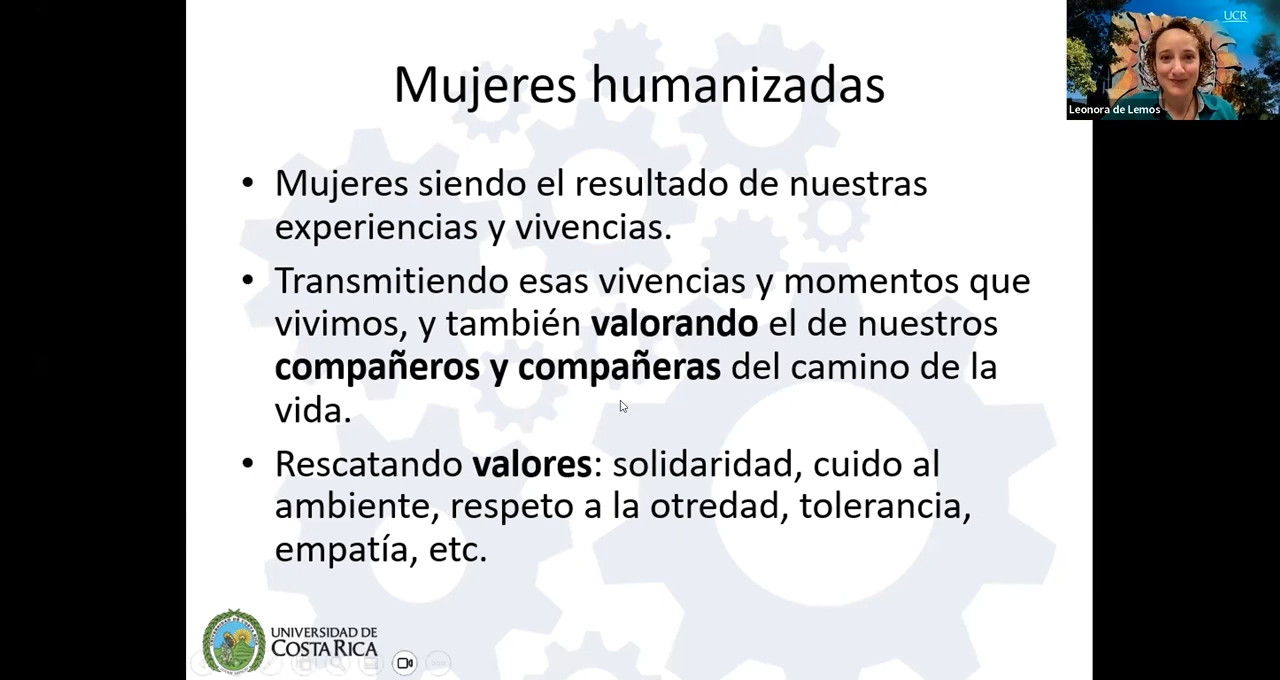 Mujeres humanizadas
UCR
Leonora de Lemos
• Mujeres siendo el resultado de nuestras
experiencias y vivencias.
• Transmitiendo esas vivencias y momentos que
vivimos, y también valorando el de nuestros
compañeros y compañeras del camino de la
vida.
• Rescatando valores: solidaridad, cuido al
ambiente, respeto a la otredad, tolerancia,
empatía, etc.
UNIVERSIDAD DE
COSTA RICA